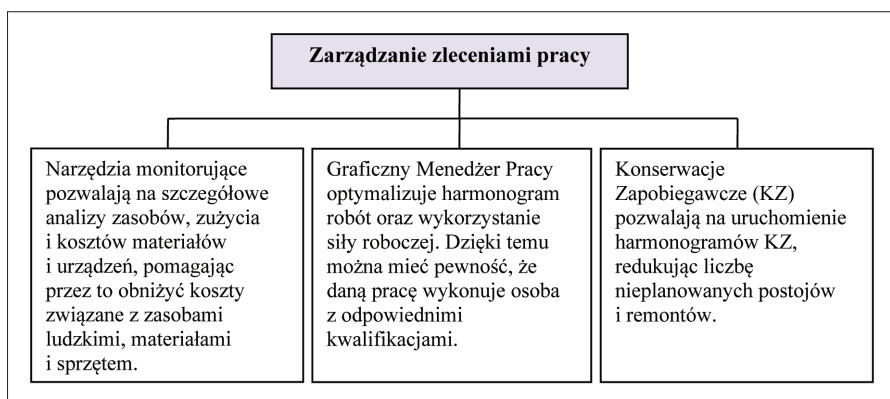 Zarządzanie zleceniami pracy
Narzędzia monitorujące
pozwalają na szczegółowe
analizy zasobów, zużycia
i kosztów materiałów
i urządzeń, pomagając
przez to obniżyć koszty
związane z zasobami
ludzkimi, materiałami
i sprzętem.
Graficzny Menedżer Pracy
optymalizuje harmonogram
robót oraz wykorzystanie
siły roboczej. Dzięki temu
można mieć pewność, że
daną pracę wykonuje osoba
z odpowiednimi
kwalifikacjami.
Konserwacje
Zapobiegawcze (KZ)
pozwalają na uruchomienie
harmonogramów KZ,
redukując liczbę
nieplanowanych postojów
i remontów.